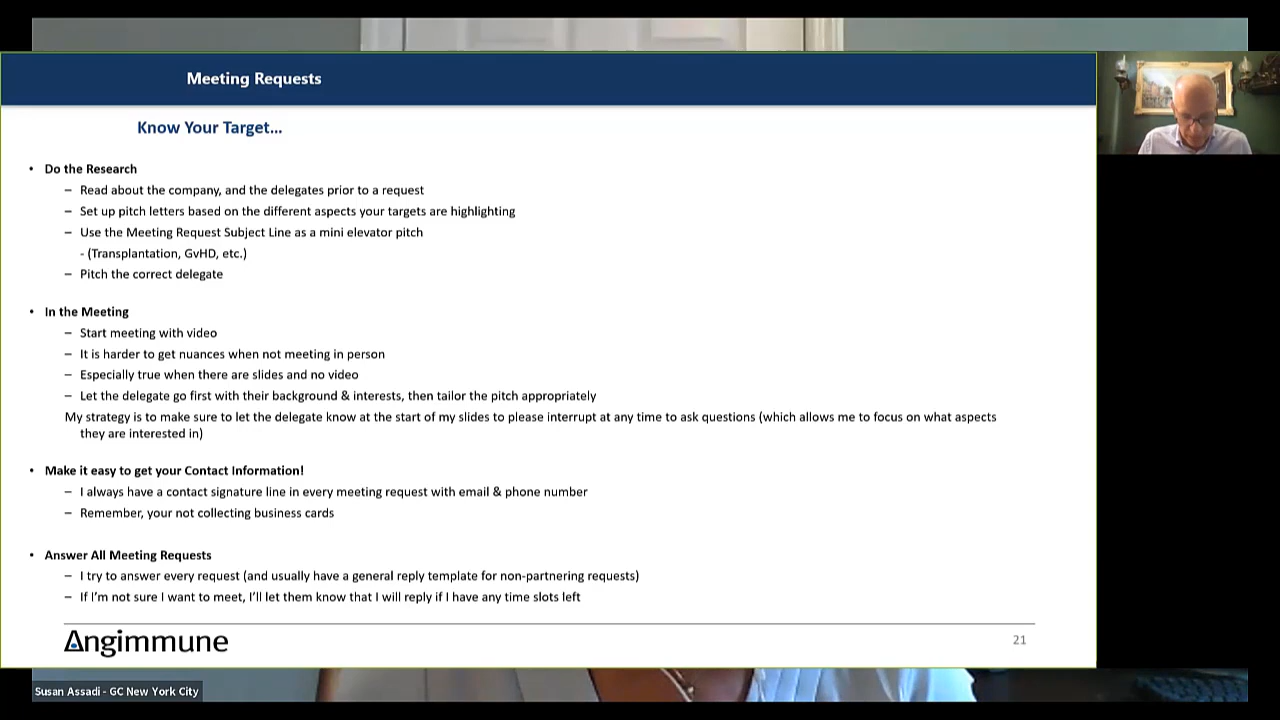 Meeting Requests
Know Your Target...
• Do the Research
– Read about the company, and the delegates prior to a request
– Set up pitch letters based on the different aspects your targets are highlighting
– Use the Meeting Request Subject Line as a mini elevator pitch
- (Transplantation, GvHD, etc.)
– Pitch the correct delegate
• In the Meeting
– Start meeting with video
– It is harder to get nuances when not meeting in person
– Especially true when there are slides and no video
– Let the delegate go first with their background & interests, then tailor the pitch appropriately
My strategy is to make sure to let the delegate know at the start of my slides to please interrupt at any time to ask questions (which allows me to focus on what aspects
they are interested in)
• Make it easy to get your Contact Information!
– I always have a contact signature line in every meeting request with email & phone number
– Remember, your not collecting business cards
• Answer All Meeting Requests
– I try to answer every request (and usually have a general reply template for non-partnering requests)
– If I'm not sure I want to meet, I'll let them know that I will reply if I have any time slots left
Angimmune
21
Susan Assadi - GC New York City